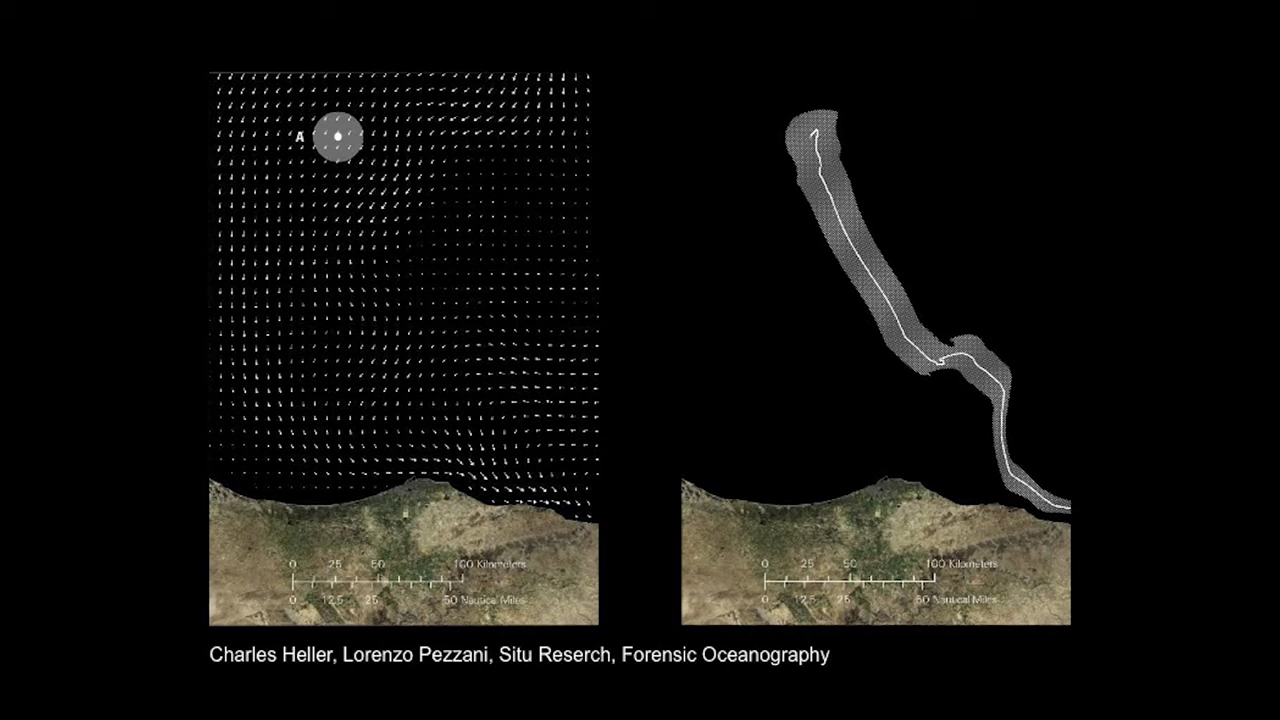 A
0 25 50 100 Kilometers
0 12.5 25 50 Nautical Miles
0 25 50 100 Kilometers
0 12.5 25 50 Nautical Miles
Charles Heller, Lorenzo Pezzani, Situ Reserch, Forensic Oceanography